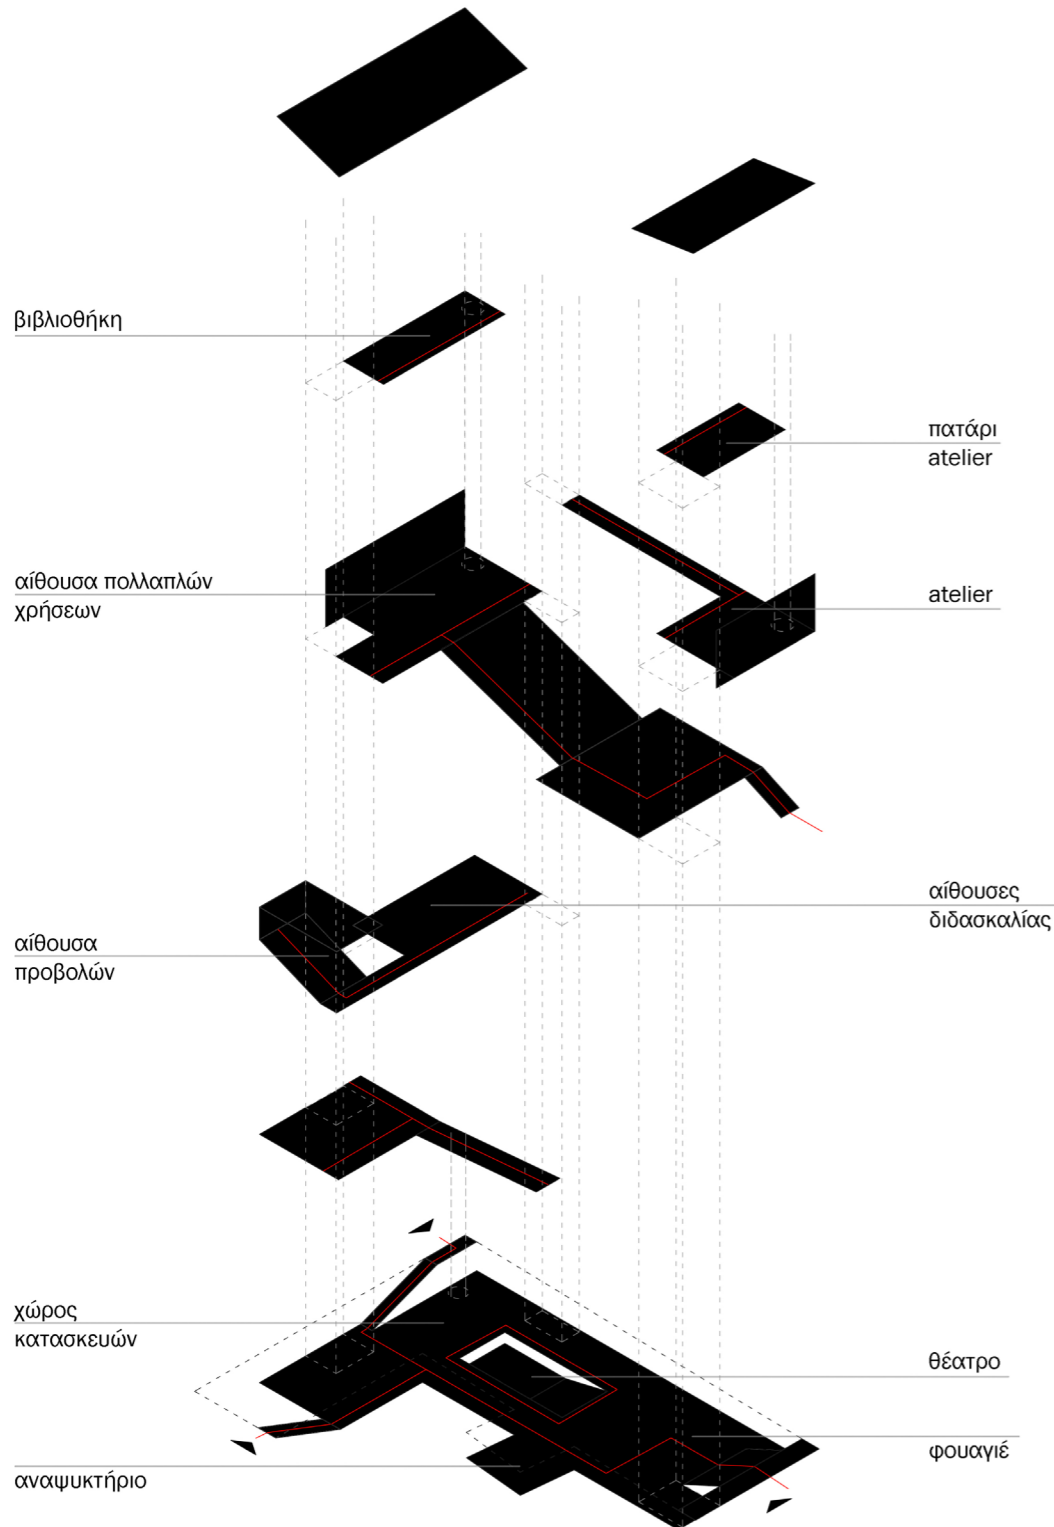 βιβλιοθήκη
πατάρι
atelier
αίθουσα πολλαπλών
χρήσεων
atelier
αίθουσες
διδασκαλίας
αίθουσα
προβολών
χώρος
κατασκευών
θέατρο
φουαγιέ
αναψυκτήριο